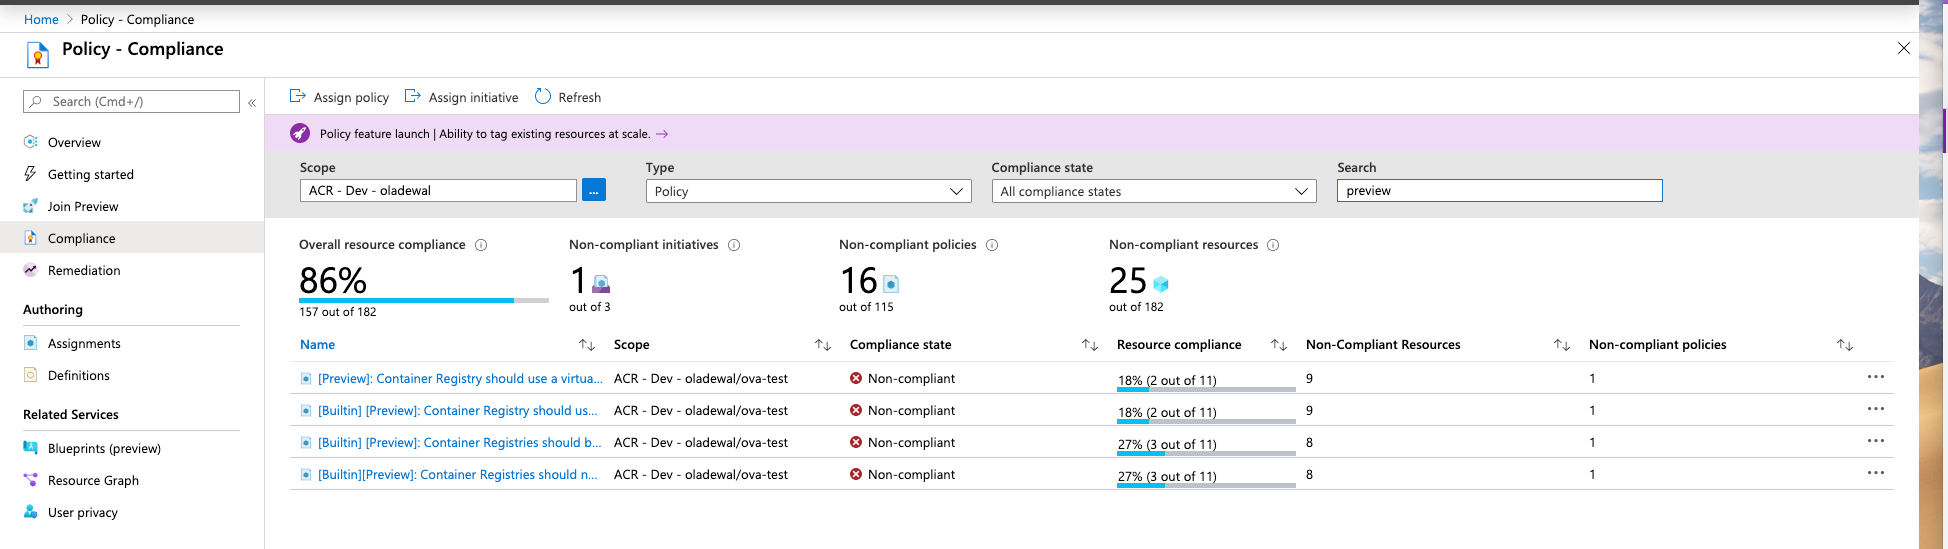 Home > Policy - Compliance
Policy - Compliance
Search (Cmd+/)
«
Overview
Getting started
Join Preview
Compliance
Remediation
Authoring
Assignments
Definitions
Related Services
Blueprints (preview)
Resource Graph
User privacy
Assign policy Assign initiative Refresh
Policy feature launch | Ability to tag existing resources at scale. →
Scope Type Compliance state Search
ACR - Dev - oladewal ... Policy All compliance states preview
Overall resource compliance Non-compliant initiatives Non-compliant policies Non-compliant resources
86% 1 16 25
157 out of 182 out of 3 out of 115 out of 182
Name Scope Compliance state Resource compliance Non-Compliant Resources Non-compliant policies
[Preview]: Container Registry should use a virtua... ACR - Dev - oladewal/ova-test Non-compliant 18% (2 out of 11) 9 1 ...
[Builtin] [Preview]: Container Registry should us... ACR - Dev - oladewal/ova-test Non-compliant 18% (2 out of 11) 9 1 ...
[Builtin] [Preview]: Container Registries should b... ACR - Dev - oladewal/ova-test Non-compliant 27% (3 out of 11) 8 1 ...
[Builtin][Preview]: Container Registries should n... ACR - Dev - oladewal/ova-test Non-compliant 27% (3 out of 11) 8 1 ...